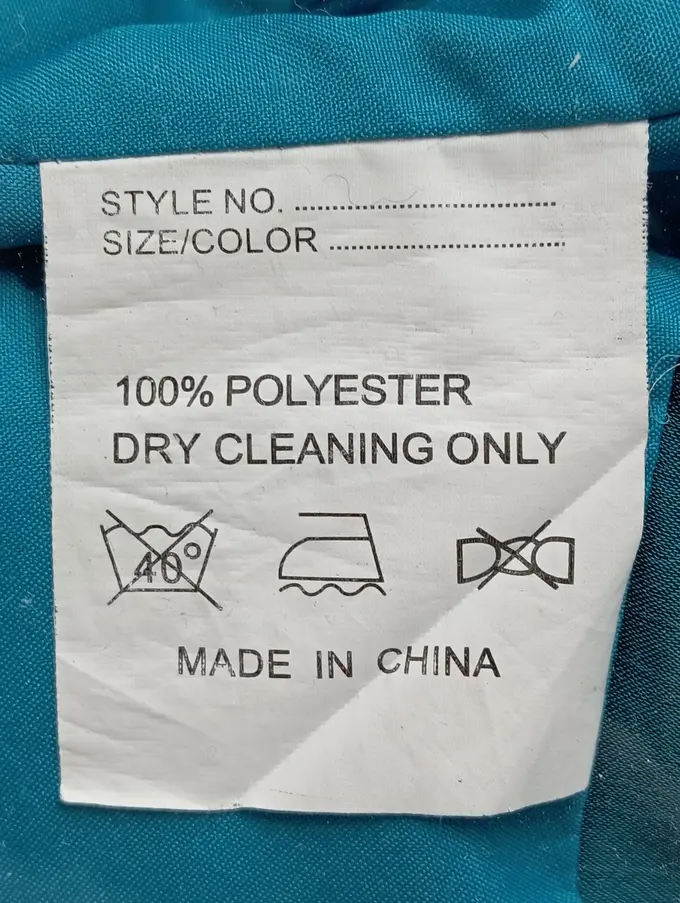 STYLE NO. ........................................
SIZE/COLOR ....................................
100% POLYESTER
DRY CLEANING ONLY
40°
MADE IN CHINA